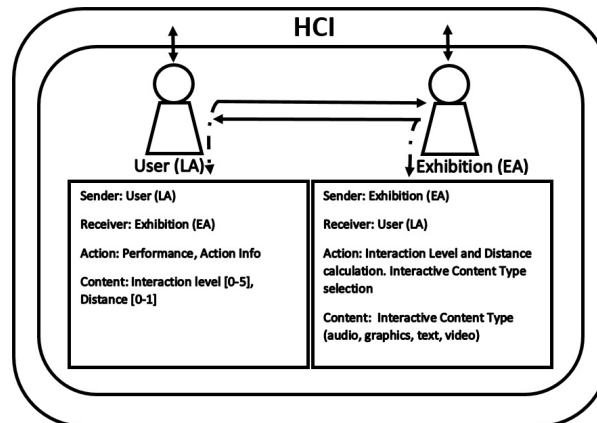 HCI
User (LA)
Exhibition (EA)
Sender: User (LA)
Receiver: Exhibition (EA)
Action: Performance, Action Info
Content: Interaction level [0-5],
Distance [0-1]
Sender: Exhibition (EA)
Receiver: User (LA)
Action: Interaction Level and Distance
calculation. Interactive Content Type
selection
Content: Interactive Content Type
(audio, graphics, text, video)